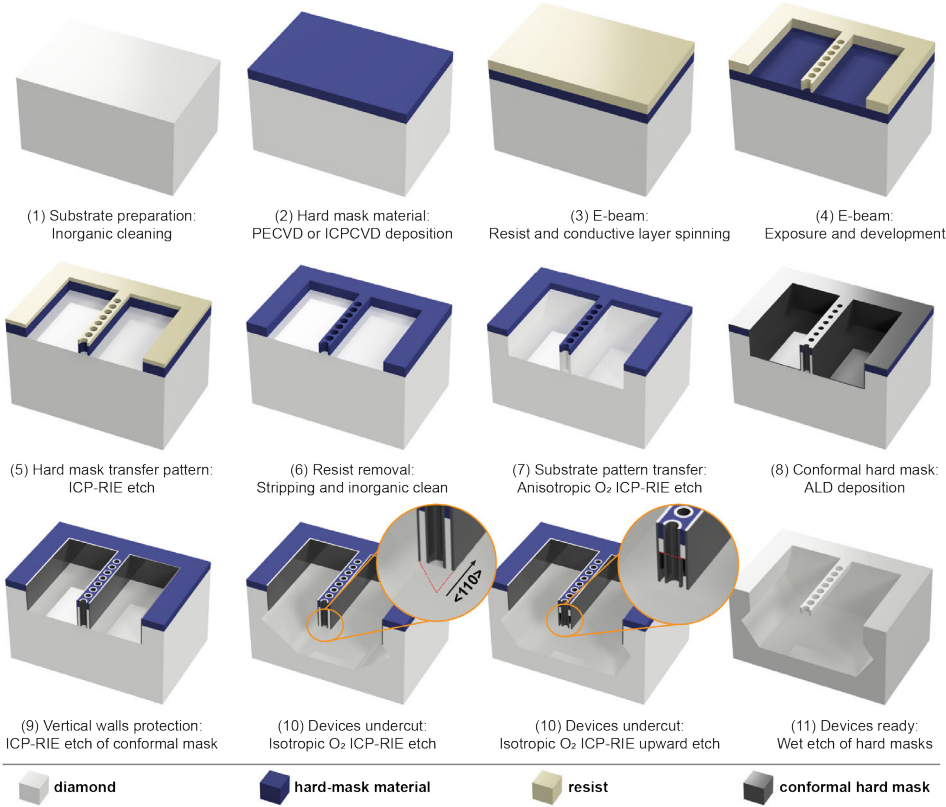 (1) Substrate preparation:
Inorganic cleaning
(2) Hard mask material:
PECVD or ICPCVD deposition
(3) E-beam:
Resist and conductive layer spinning
(4) E-beam:
Exposure and development
(5) Hard mask transfer pattern:
ICP-RIE etch
(6) Resist removal:
Stripping and inorganic clean
(7) Substrate pattern transfer:
Anisotropic O₂ ICP-RIE etch
(8) Conformal hard mask:
ALD deposition
<110>
(9) Vertical walls protection:
ICP-RIE etch of conformal mask
(10) Devices undercut:
Isotropic O₂ ICP-RIE etch
(10) Devices undercut:
Isotropic O₂ ICP-RIE upward etch
(11) Devices ready:
Wet etch of hard masks
diamond
hard-mask material
resist
conformal hard mask